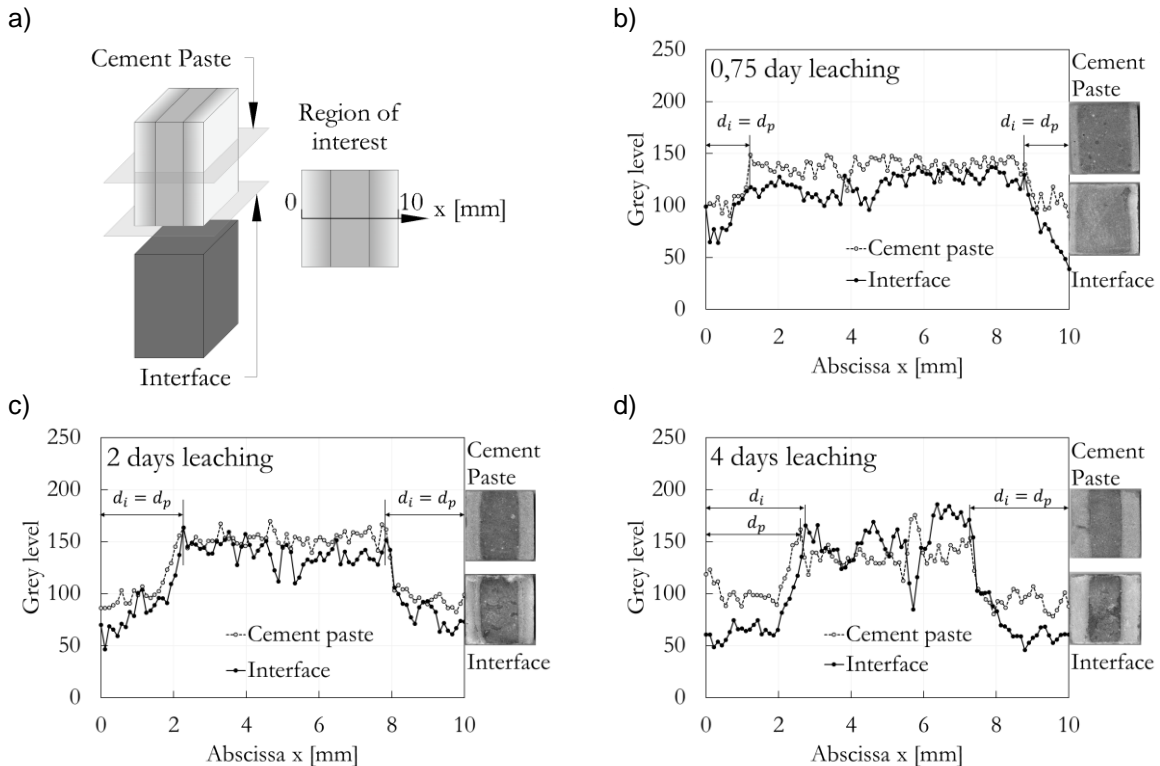 a)
Cement Paste
Region of
interest
0
10
x [mm]
Interface
b)
250
200
150
100
50
0
Grey level
0,75 day leaching
d_i = d_p
d_i = d_p
Cement paste
Interface
0 2 4 6 8 10
Abscissa x [mm]
Cement
Paste
Interface
c)
250
200
150
100
50
0
Grey level
2 days leaching
d_i = d_p
d_i = d_p
Cement paste
Interface
0 2 4 6 8 10
Abscissa x [mm]
Cement
Paste
Interface
d)
250
200
150
100
50
0
Grey level
4 days leaching
d_i
d_p
d_i = d_p
Cement paste
Interface
0 2 4 6 8 10
Abscissa x [mm]
Cement
Paste
Interface